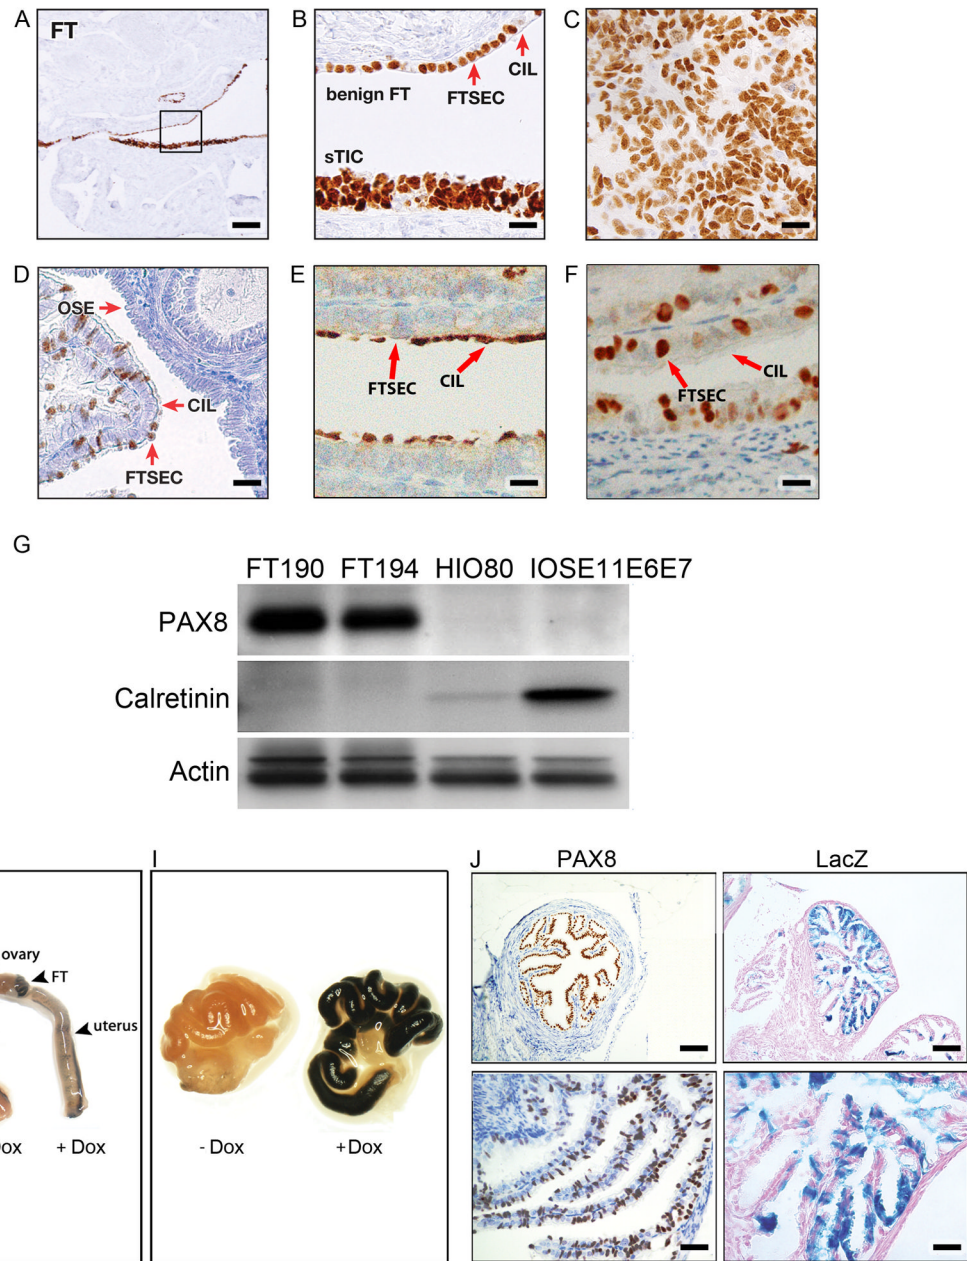 A
FT
B
CIL
FTSEC
benign FT
sTIC
C
D
OSE
CIL
FTSEC
E
FTSEC
CIL
F
CIL
FTSEC
G
FT190 FT194 HIO80 IOSE11E6E7
PAX8
Calretinin
Actin
ovary
FT
uterus
+ Dox
I
- Dox +Dox
J PAX8 LacZ